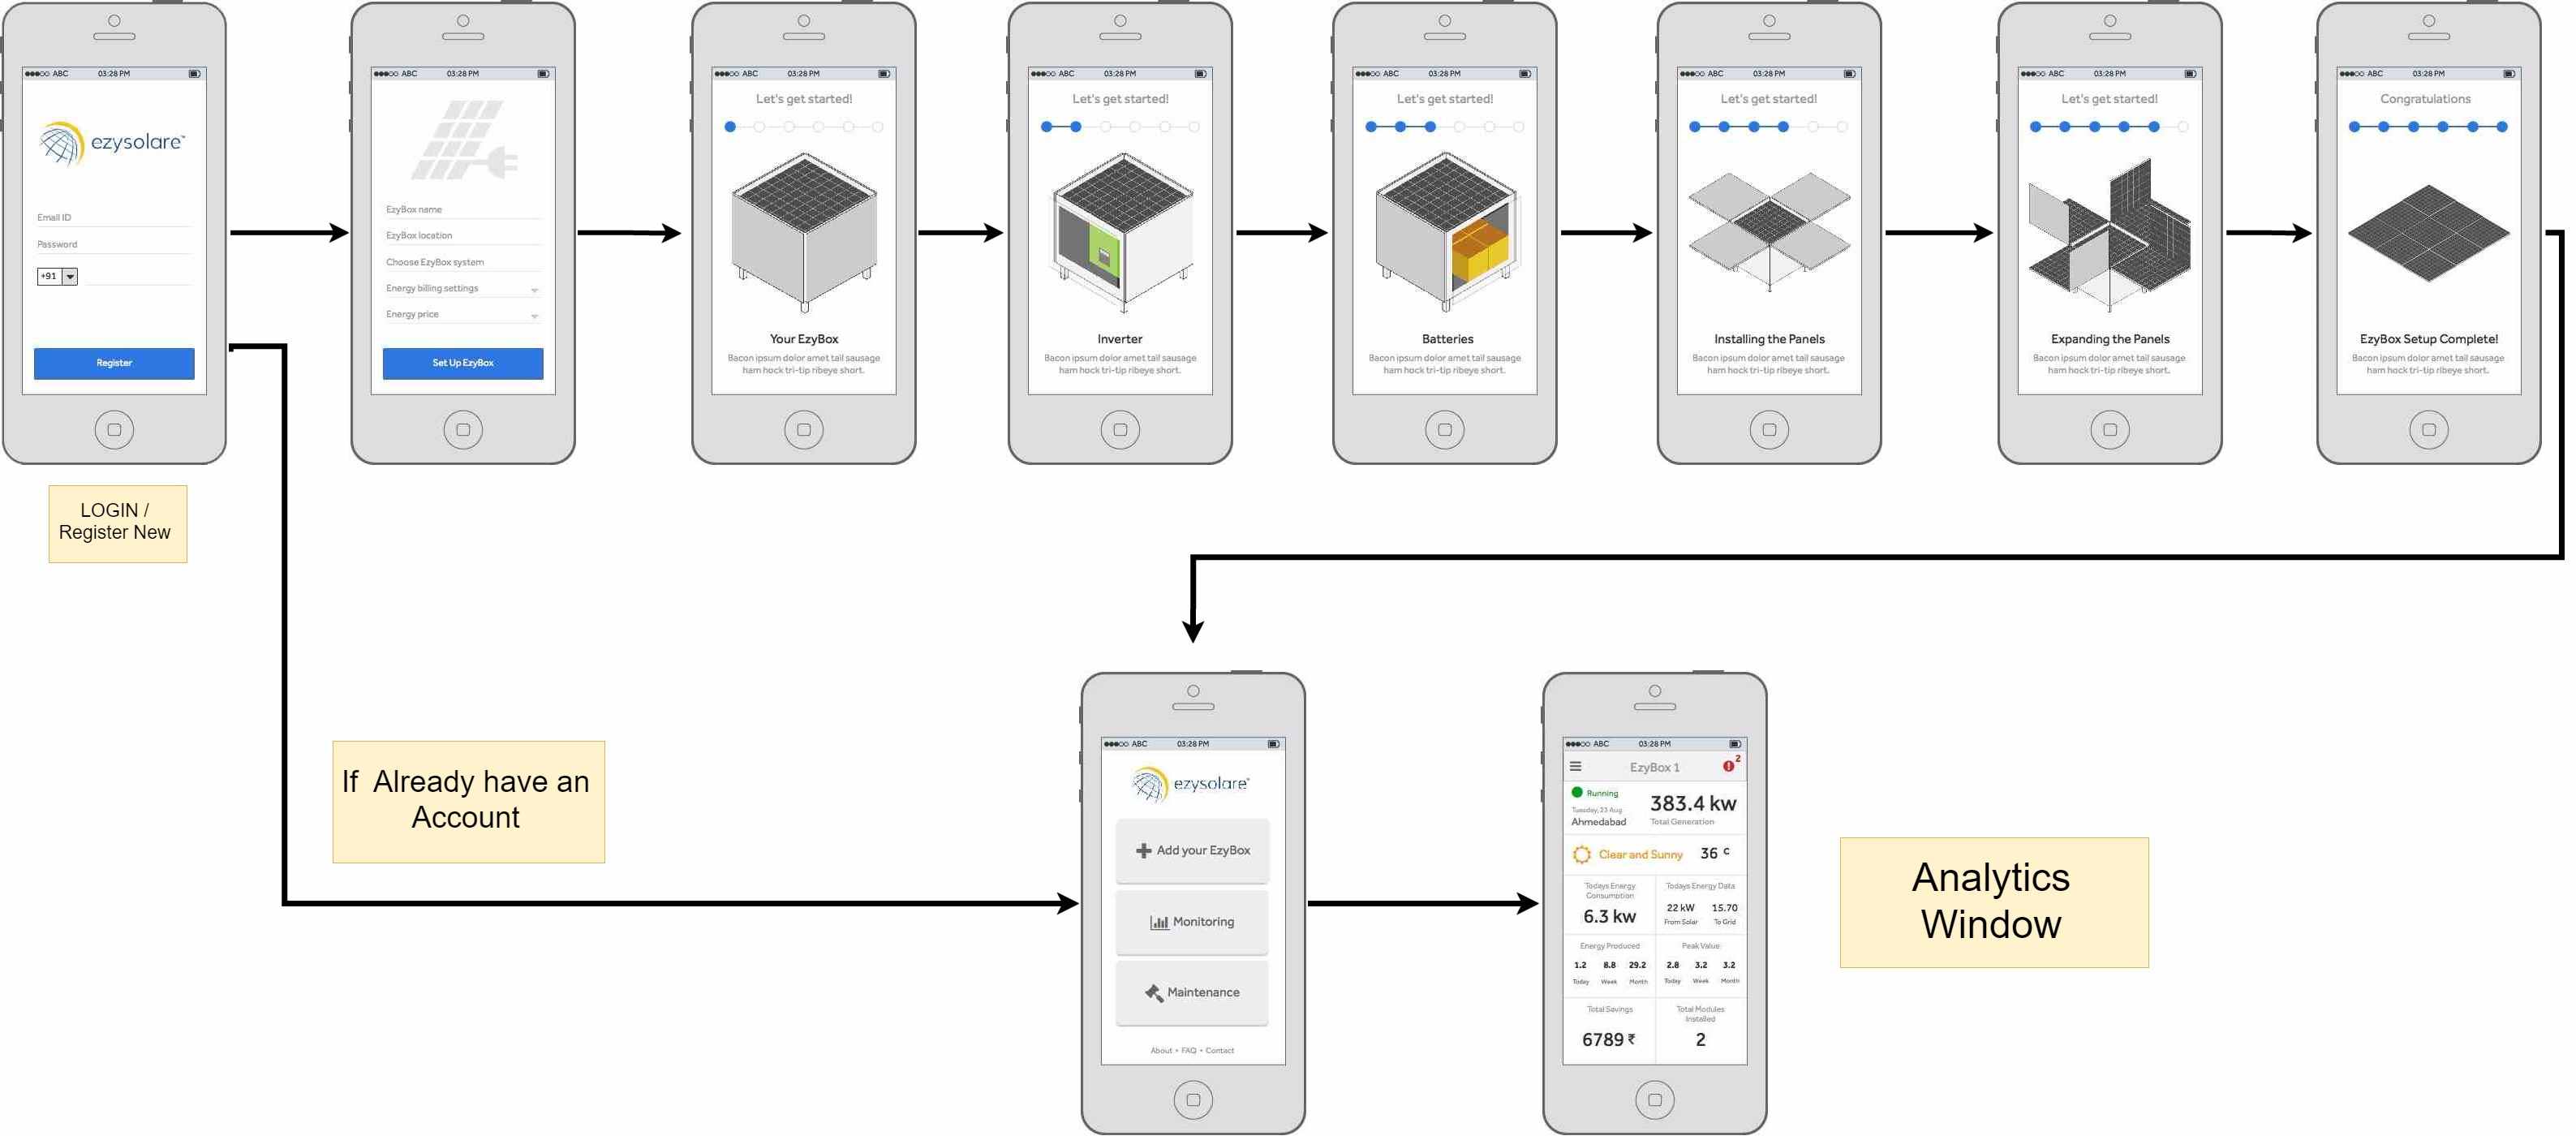 ABC 03:28 PM
ezysolare™
Email ID
Password
+91
Register
LOGIN /
Register New
ABC 03:28 PM
EzyBox name
EzyBox location
Choose EzyBox system
Energy billing settings
Energy price
Set Up EzyBox
ABC 03:28 PM
Let's get started!
Your EzyBox
Bacon ipsum dolor amet tail sausage
ham hock tri-tip ribeye short.
ABC 03:28 PM
Let's get started!
Inverter
Bacon ipsum dolor amet tail sausage
ham hock tri-tip ribeye short.
ABC 03:28 PM
Let's get started!
Batteries
Bacon ipsum dolor amet tail sausage
ham hock tri-tip ribeye short.
ABC 03:28 PM
Let's get started!
Installing the Panels
Bacon ipsum dolor amet tail sausage
ham hock tri-tip ribeye short.
ABC 03:28 PM
Let's get started!
Expanding the Panels
Bacon ipsum dolor amet tail sausage
ham hock tri-tip ribeye short.
ABC 03:28 PM
Congratulations
EzyBox Setup Complete!
Bacon ipsum dolor amet tail sausage
ham hock tri-tip ribeye short.
If Already have an
Account
ABC 03:28 PM
ezysolare™
Add your EzyBox
Monitoring
Maintenance
About • FAQ • Contact
ABC 03:28 PM
EzyBox 1
2
Running
383.4 kw
Tuesday, 23 Aug
Ahmedabad Total Generation
Clear and Sunny 36 c
Todays Energy
Consumption
6.3 kw
Todays Energy Data
22 kW 15.70
From Solar To Grid
Energy Produced
1.2 8.8 29.2
Today Week Month
Peak Value
2.8 3.2 3.2
Today Week Month
Total Savings
6789 ₹
Total Modules
Installed
2
Analytics
Window